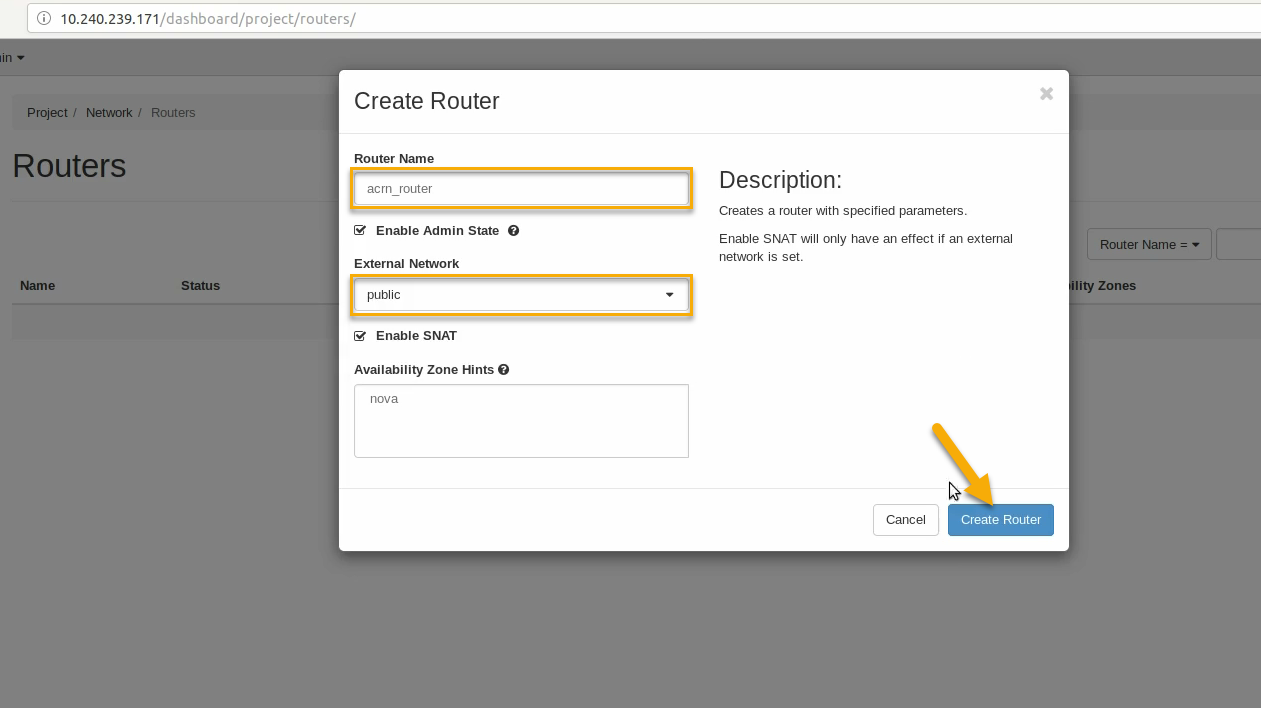 10.240.239.171/dashboard/project/routers/
in
Project / Network / Routers
Routers
Router Name =
Name Status ility Zones
Create Router
Router Name
acrn_router
Enable Admin State
External Network
public
Enable SNAT
Availability Zone Hints
nova
Description:
Creates a router with specified parameters.
Enable SNAT will only have an effect if an external
network is set.
Cancel Create Router